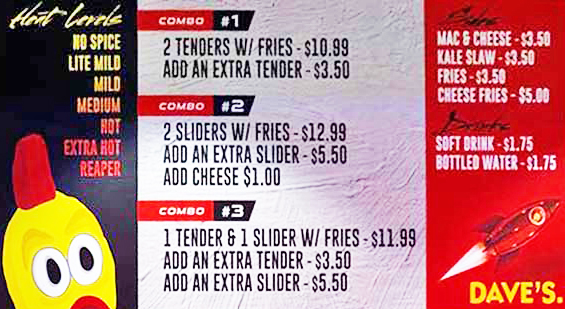 Heat Levels
NO SPICE
LITE MILD
MILD
MEDIUM
HOT
EXTRA HOT
REAPER
COMBO #1
2 TENDERS W/ FRIES - $10.99
ADD AN EXTRA TENDER - $3.50
COMBO #2
2 SLIDERS W/ FRIES - $12.99
ADD AN EXTRA SLIDER - $5.50
ADD CHEESE $1.00
COMBO #3
1 TENDER & 1 SLIDER W/ FRIES - $11.99
ADD AN EXTRA TENDER - $3.50
ADD AN EXTRA SLIDER - $5.50
Sides
MAC & CHEESE - $3.50
KALE SLAW - $3.50
FRIES - $3.50
CHEESE FRIES - $5.00
Drinks
SOFT DRINK - $1.75
BOTTLED WATER - $1.75
DAVE'S.